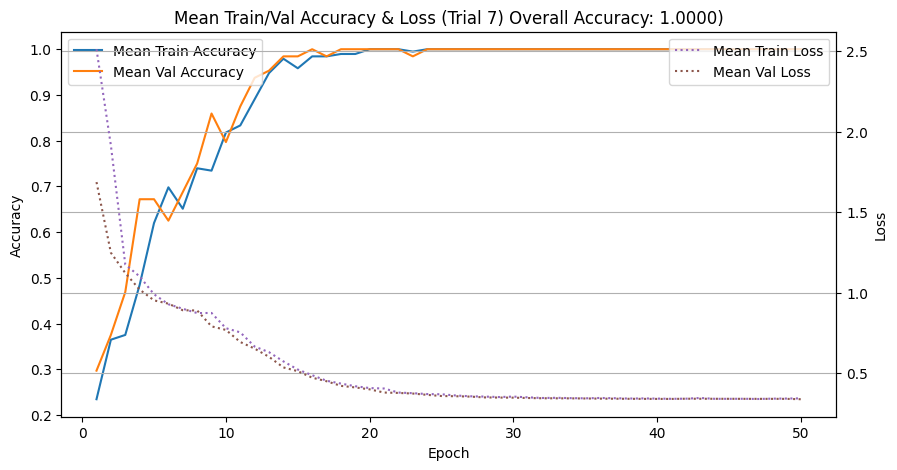 Mean Train/Val Accuracy & Loss (Trial 7) Overall Accuracy: 1.0000)
Mean Train Accuracy
Mean Val Accuracy
Mean Train Loss
Mean Val Loss
1.0
0.9
0.8
0.7
0.6
0.5
0.4
0.3
0.2
Accuracy
2.5
2.0
1.5
1.0
0.5
Loss
0 10 20 30 40 50
Epoch